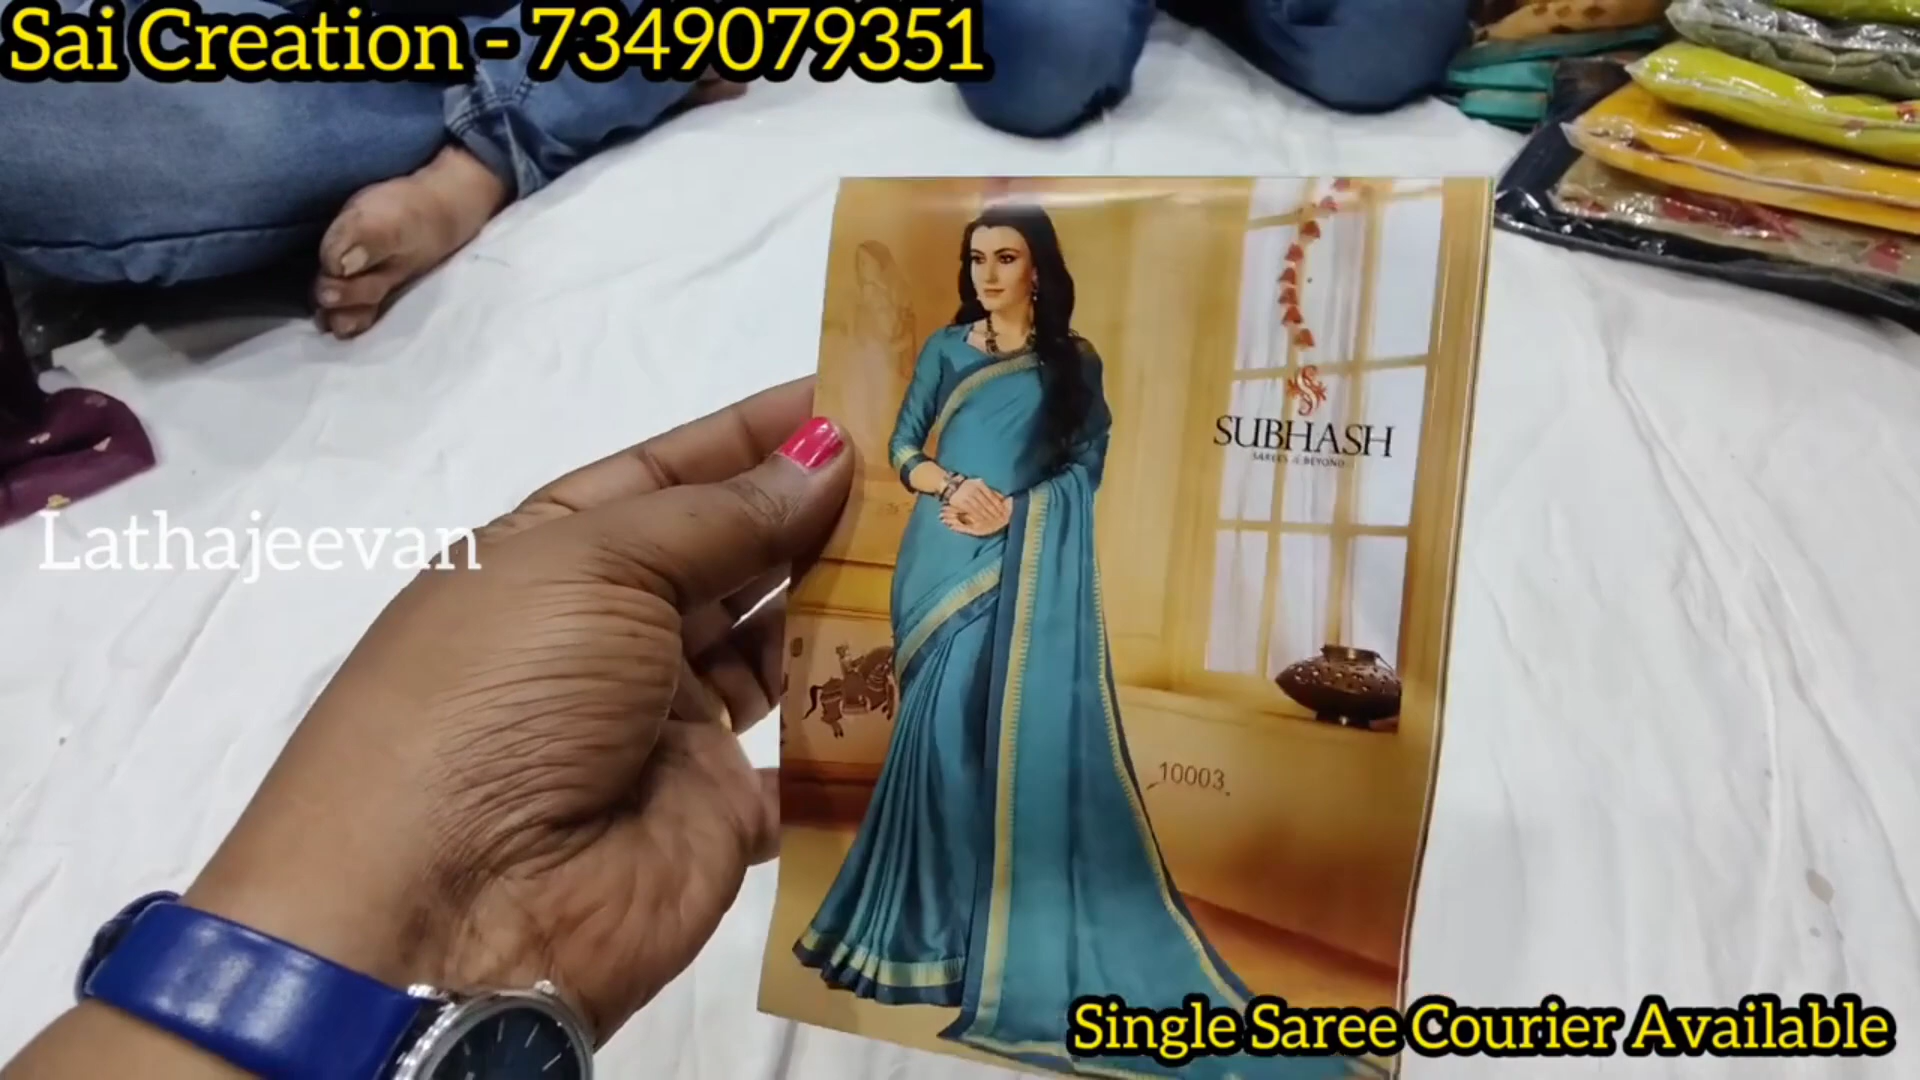 Sai Creation - 7349079351
SUBHASH
SAREES & BEYOND
Lathajeevan
10003
Single Saree Courier Available